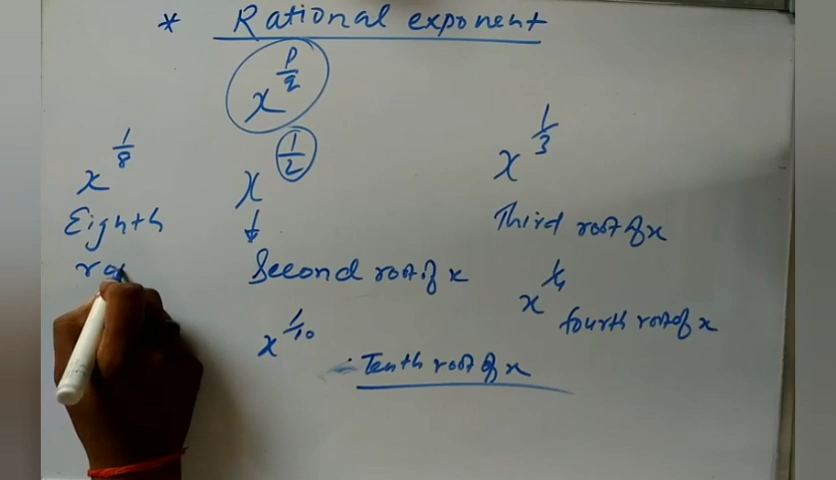 * Rational exponent
x^(p/q)
x^(1/8)
Eighth
x^(1/2)
↓
Second root of x
x^(1/3)
Third root of x
x^(1/4)
fourth root of x
x^(1/10)
Tenth root of x